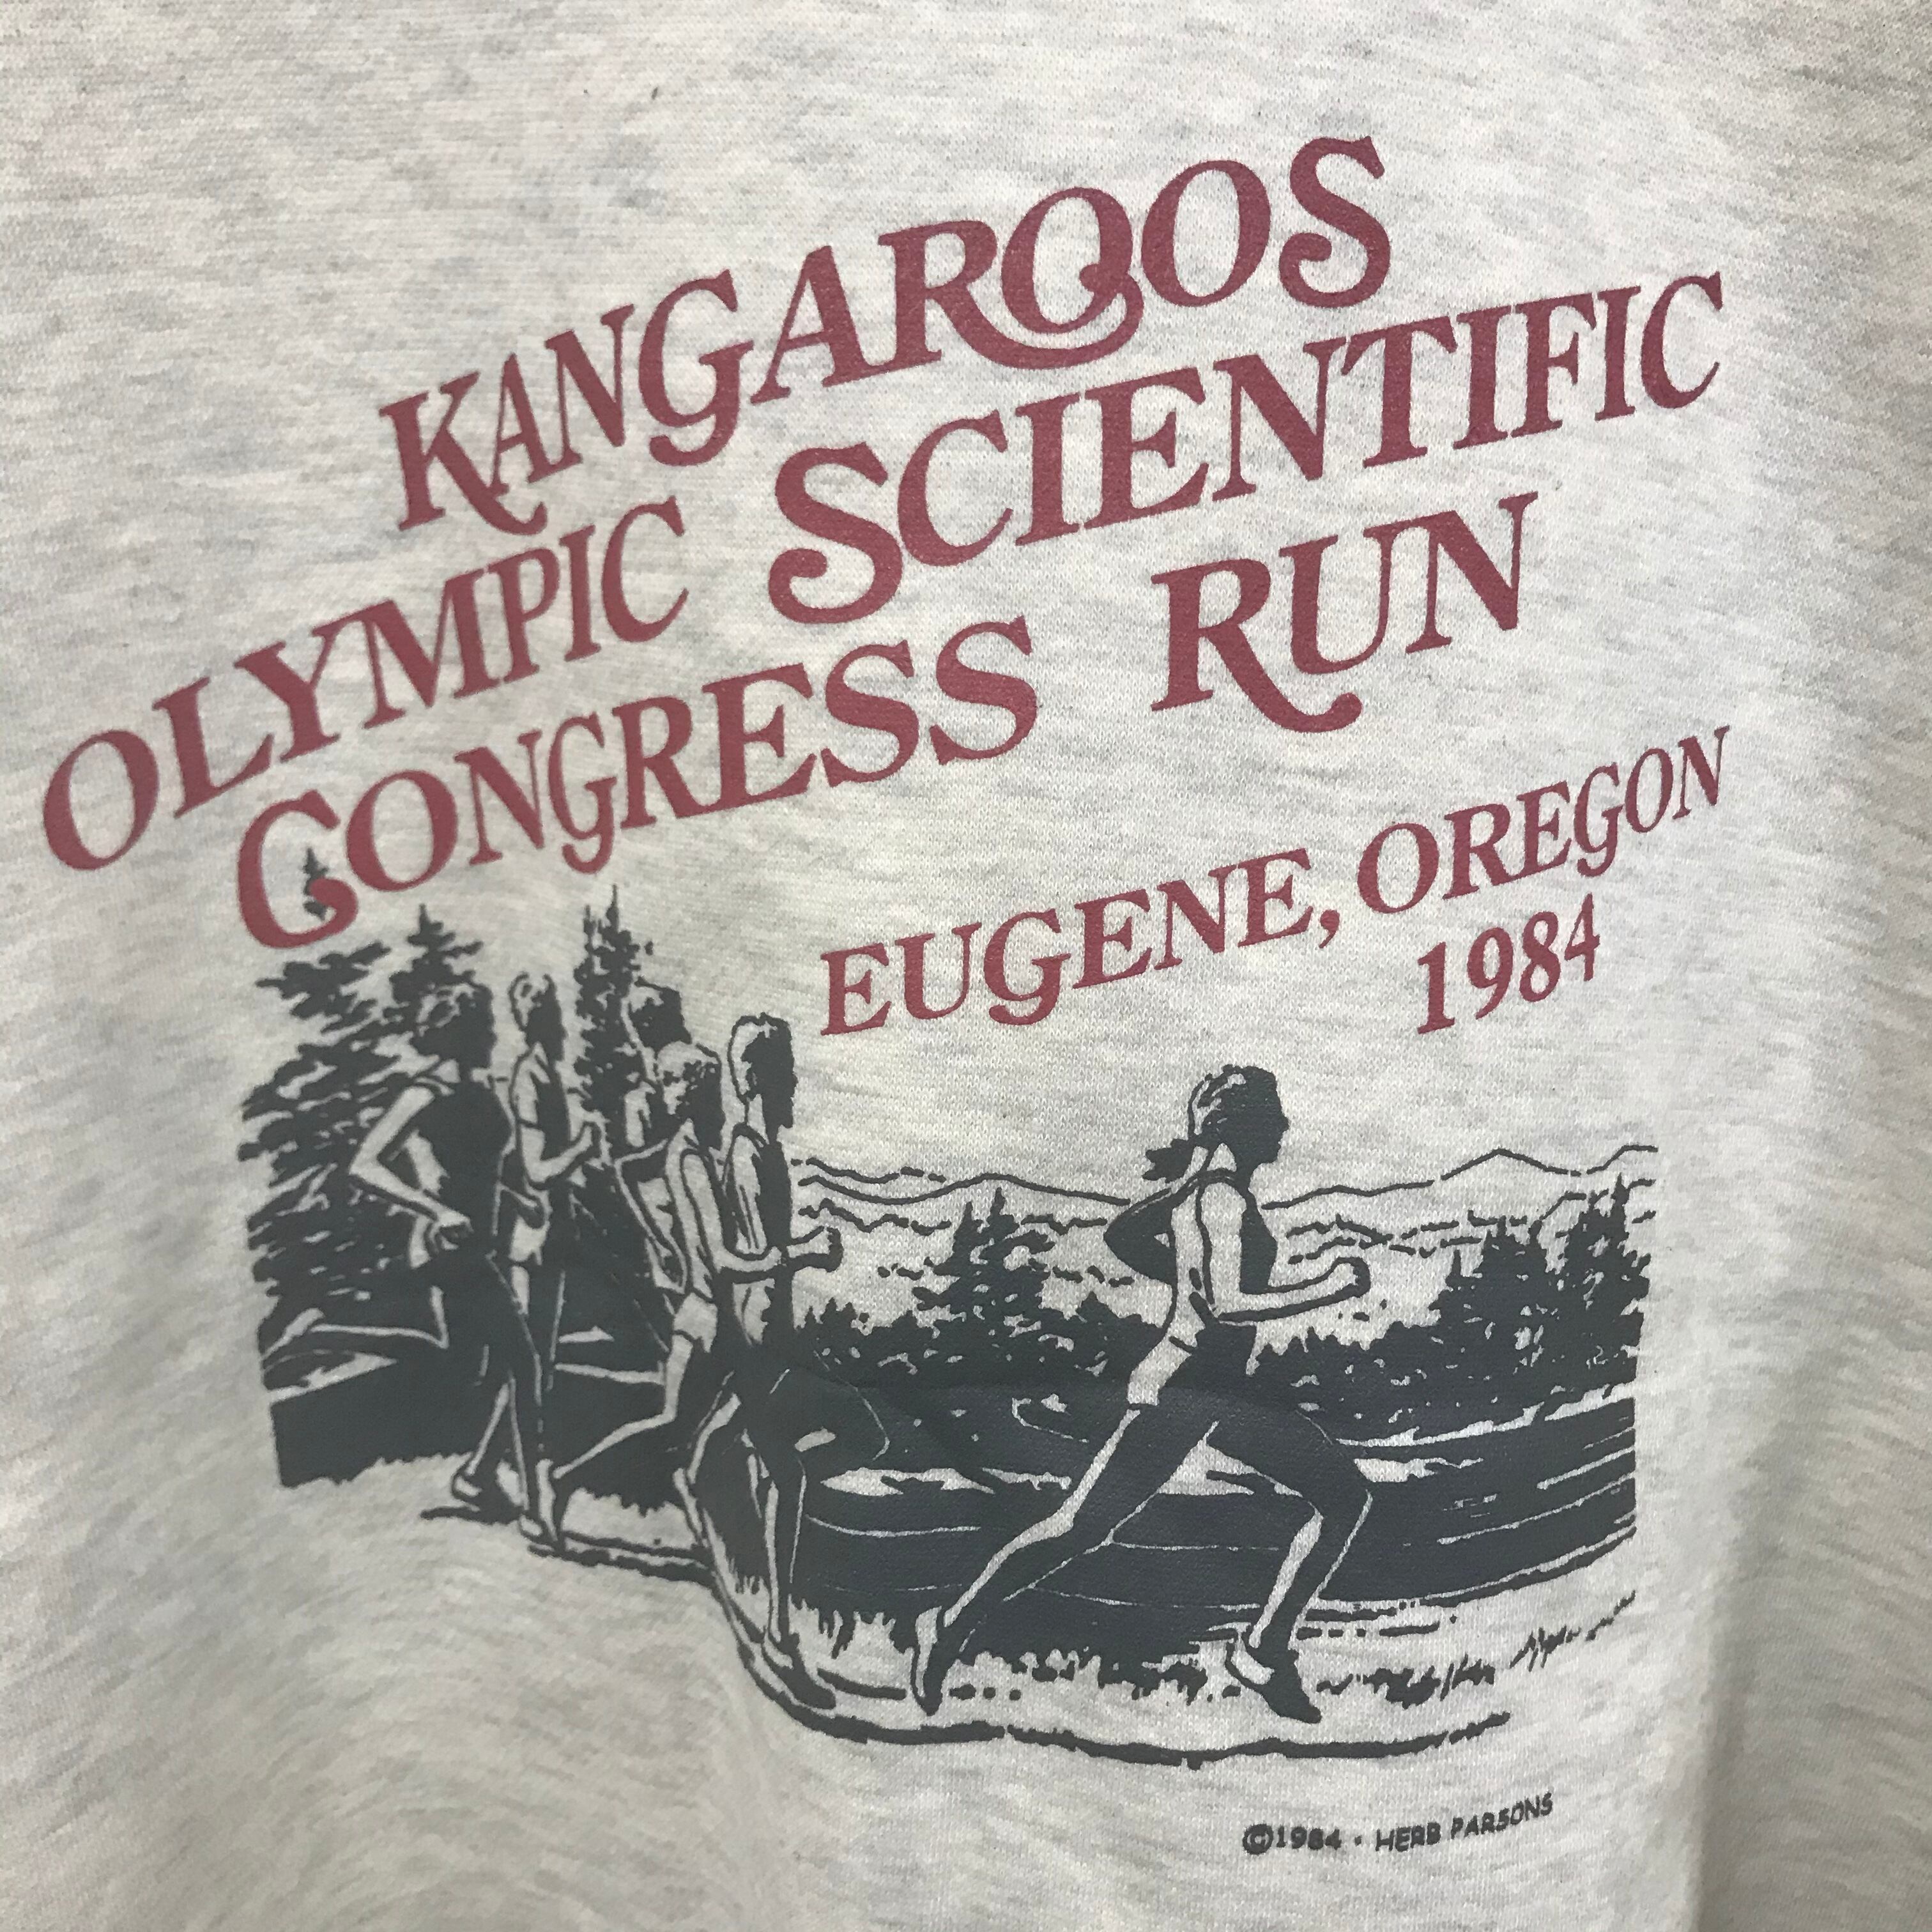 KANGAROOS
OLYMPIC SCIENTIFIC
CONGRESS RUN
EUGENE, OREGON
1984
©1984 · HERB PARSONS